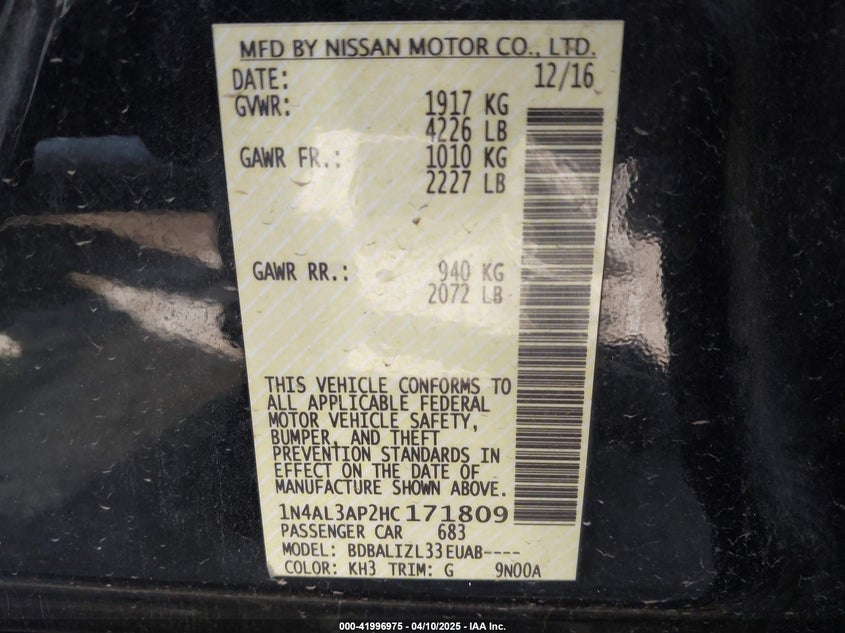 MFD BY NISSAN MOTOR CO., LTD.
DATE: 12/16
GVWR: 1917 KG
4226 LB
GAWR FR.: 1010 KG
2227 LB
GAWR RR.: 940 KG
2072 LB
THIS VEHICLE CONFORMS TO
ALL APPLICABLE FEDERAL
MOTOR VEHICLE SAFETY,
BUMPER, AND THEFT
PREVENTION STANDARDS IN
EFFECT ON THE DATE OF
MANUFACTURE SHOWN ABOVE.
1N4AL3AP2HC171809
PASSENGER CAR 683
MODEL: BDBALIZL33EUAB----
COLOR: KH3 TRIM: G 9N00A
000-41996975 - 04/10/2025 - IAA Inc.